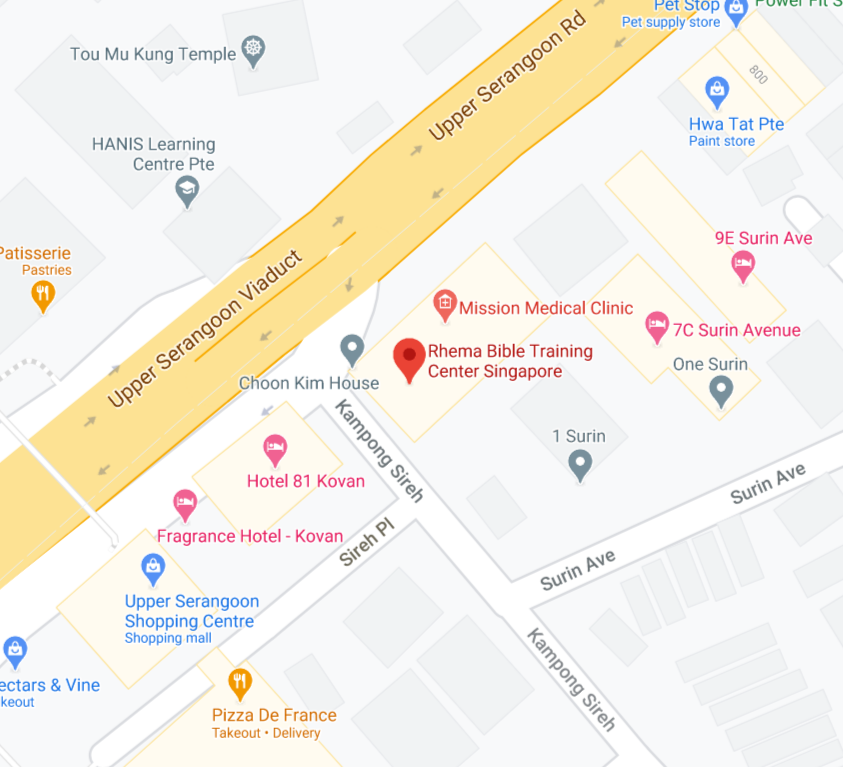 Pet Stop
Pet supply store
Tou Mu Kung Temple
Upper Serangoon Rd
800
Hwa Tat Pte
Paint store
HANIS Learning
Centre Pte
Patisserie
Pastries
9E Surin Ave
Upper Serangoon Viaduct
Mission Medical Clinic
7C Surin Avenue
Rhema Bible Training
Center Singapore
One Surin
Choon Kim House
Kampong Sireh
1 Surin
Hotel 81 Kovan
Surin Ave
Fragrance Hotel - Kovan
Sireh Pl
Surin Ave
Upper Serangoon
Shopping Centre
Shopping mall
Kampong Sireh
ectars & Vine
keout
Pizza De France
Takeout • Delivery